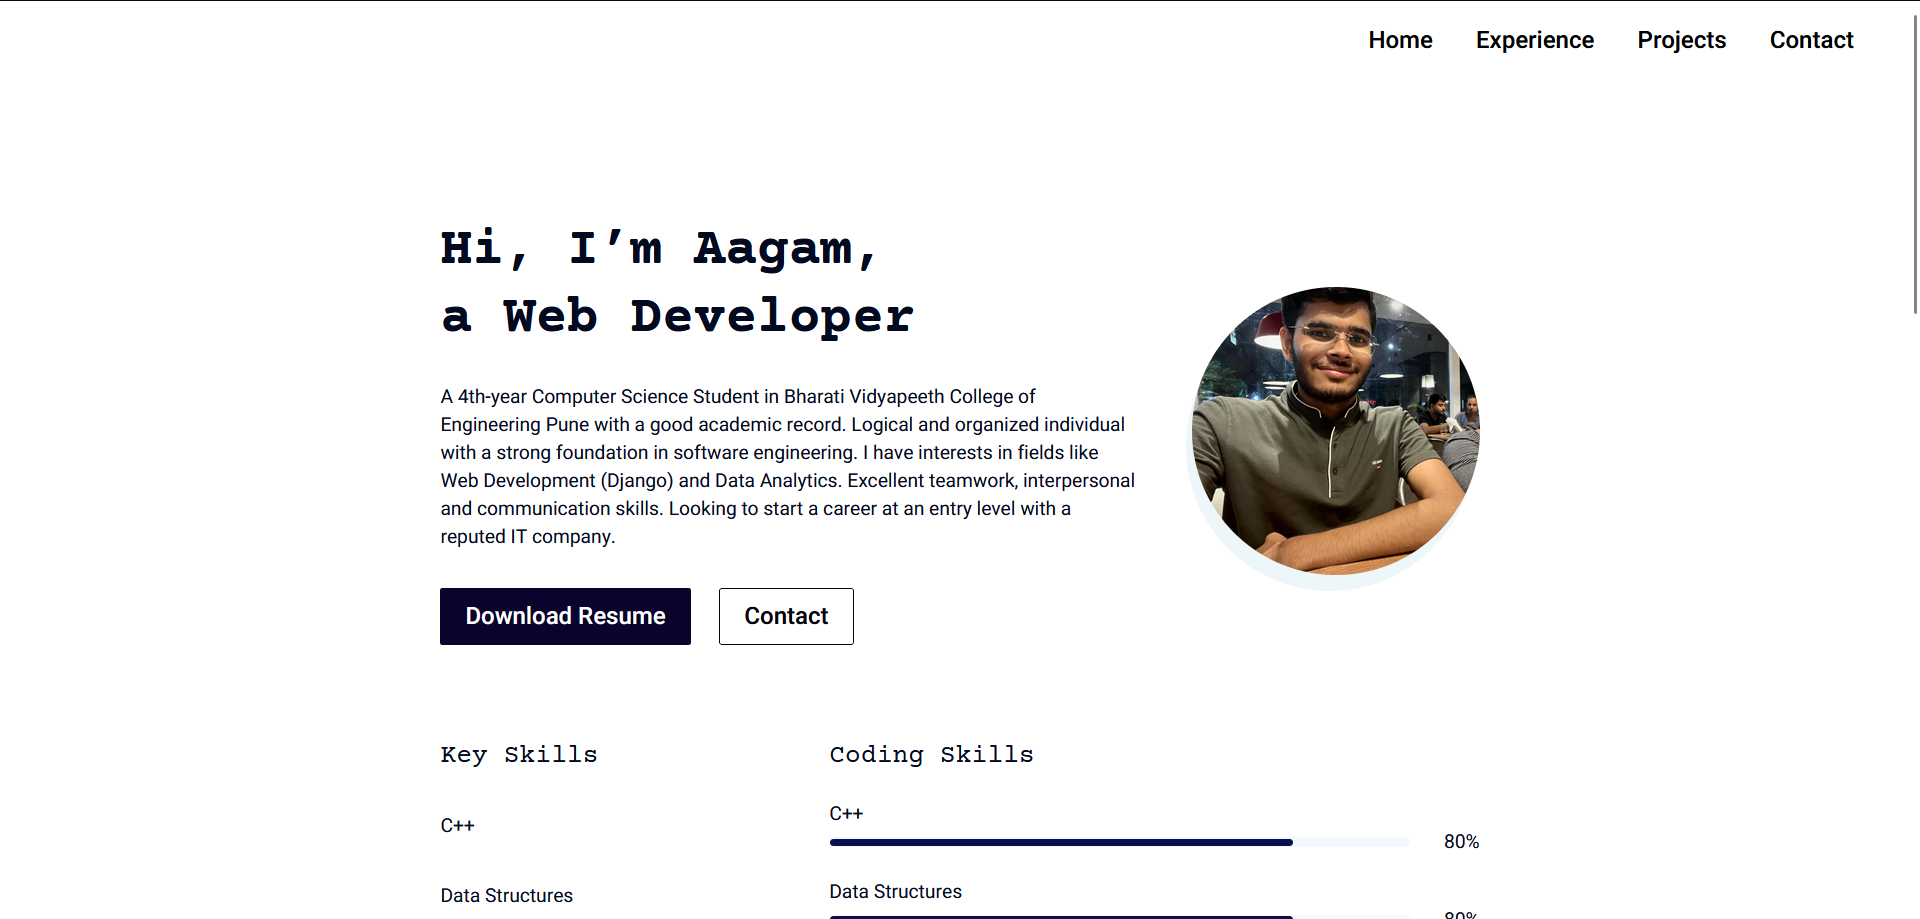 Home Experience Projects Contact
Hi, I’m Aagam,
a Web Developer
A 4th-year Computer Science Student in Bharati Vidyapeeth College of
Engineering Pune with a good academic record. Logical and organized individual
with a strong foundation in software engineering. I have interests in fields like
Web Development (Django) and Data Analytics. Excellent teamwork, interpersonal
and communication skills. Looking to start a career at an entry level with a
reputed IT company.
Download Resume Contact
Key Skills
C++
Data Structures
Coding Skills
C++
80%
Data Structures
80%